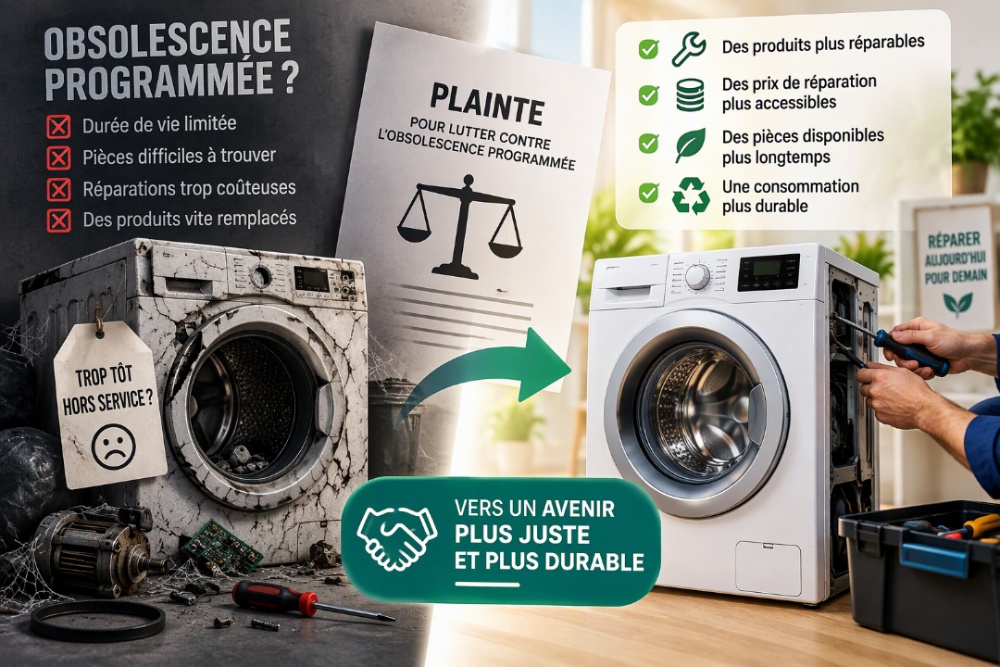 OBSOLESCENCE
PROGRAMMÉE ?
Durée de vie limitée
Pièces difficiles à trouver
Réparations trop coûteuses
Des produits vite remplacés
PLAINTE
POUR LUTTER CONTRE
L'OBSOLESCENCE PROGRAMMÉE
Des produits plus réparables
Des prix de réparation
plus accessibles
Des pièces disponibles
plus longtemps
Une consommation
plus durable
RÉPARER
AUJOURD'HUI
POUR DEMAIN
TROP TÔT
HORS SERVICE ?
VERS UN AVENIR
PLUS JUSTE
ET PLUS DURABLE